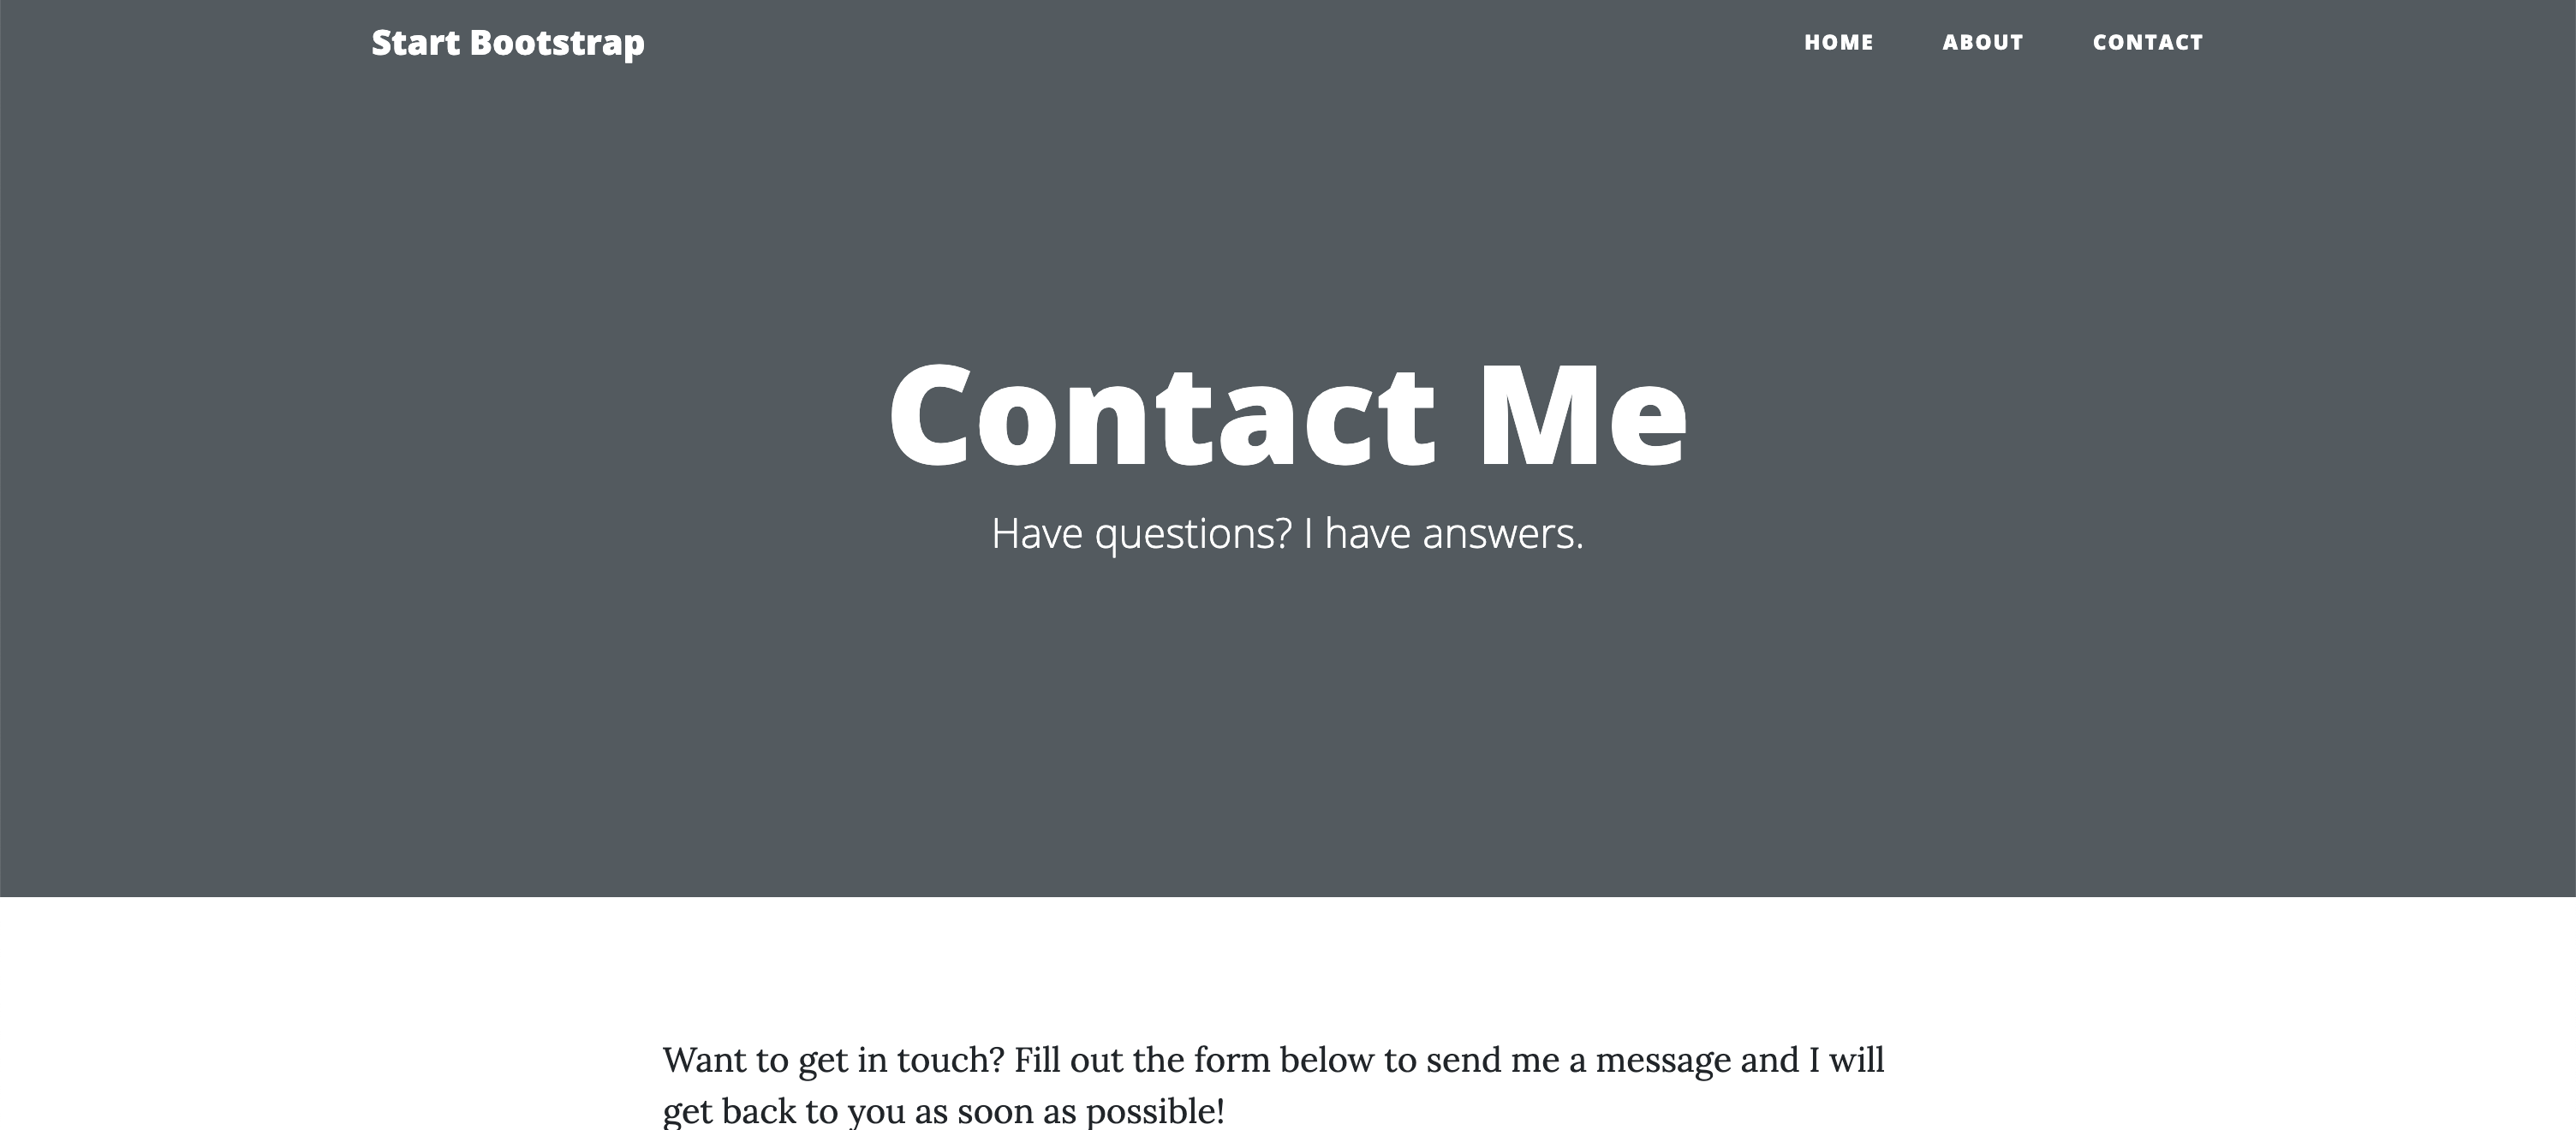 Start Bootstrap
HOME ABOUT CONTACT
Contact Me
Have questions? I have answers.
Want to get in touch? Fill out the form below to send me a message and I will
get back to you as soon as possible!